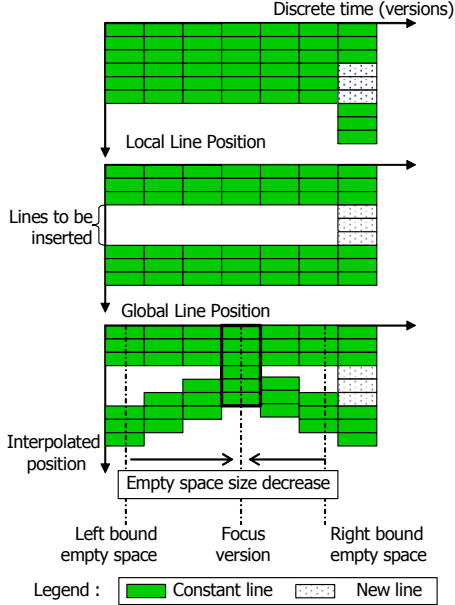 Discrete time (versions)
Local Line Position
Lines to be
inserted
Global Line Position
Interpolated
position
Empty space size decrease
Left bound
empty space
Focus
version
Right bound
empty space
Legend :
Constant line
New line